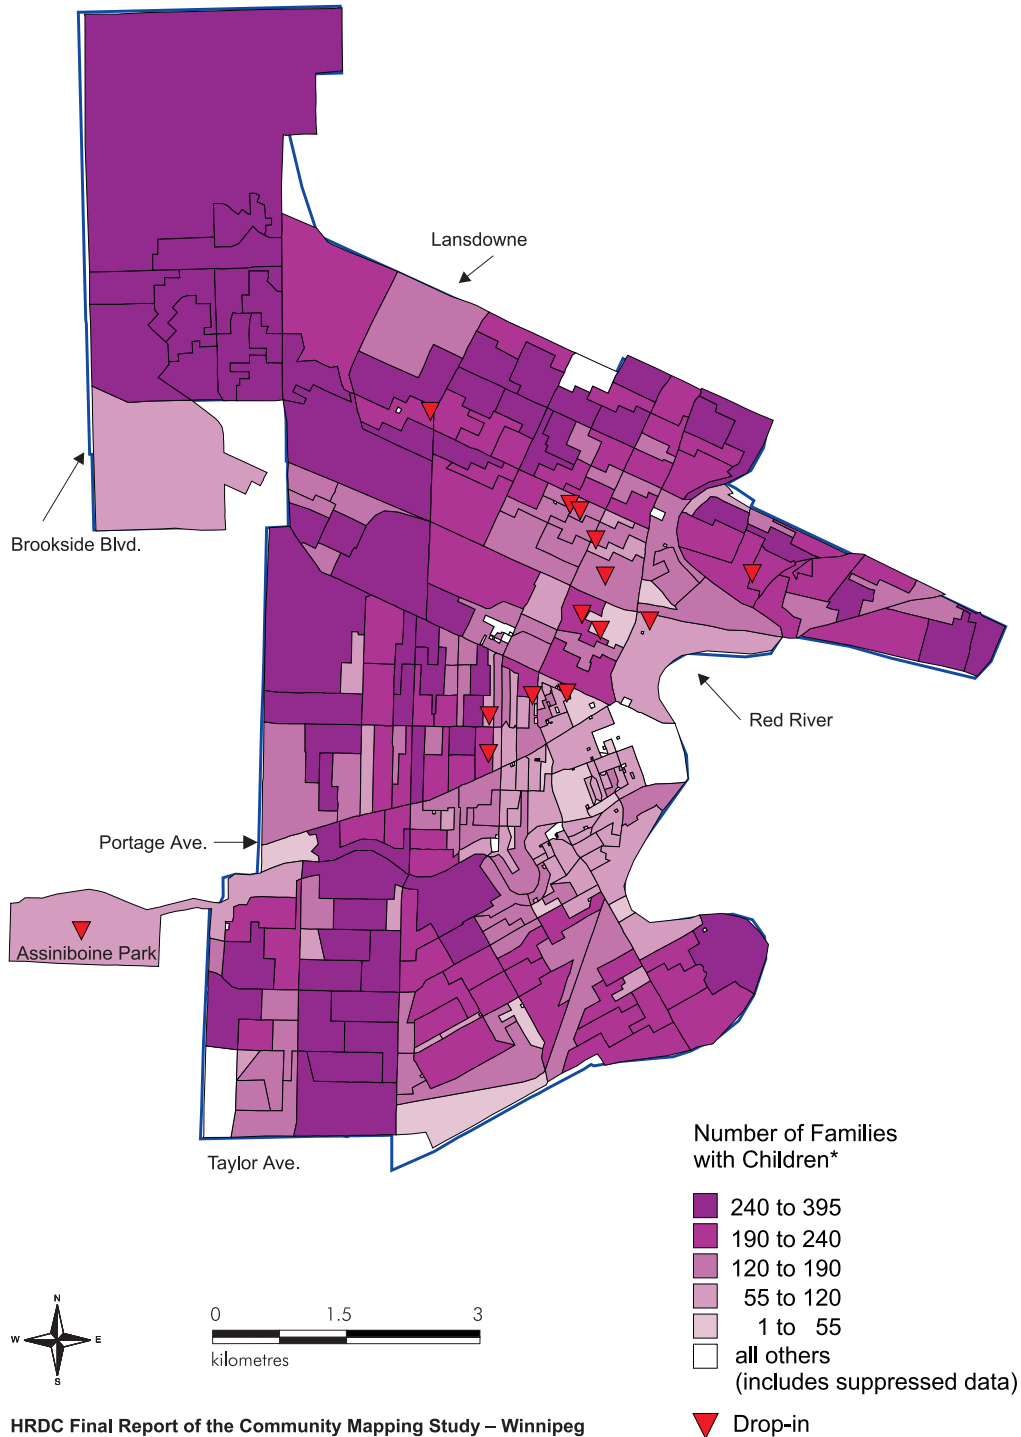 Lansdowne
Brookside Blvd.
Red River
Portage Ave.
Assiniboine Park
Taylor Ave.
Number of Families
with Children*
240 to 395
190 to 240
120 to 190
55 to 120
1 to 55
all others
(includes suppressed data)
Drop-in
N
W E
S
0 1.5 3
kilometres
HRDC Final Report of the Community Mapping Study – Winnipeg